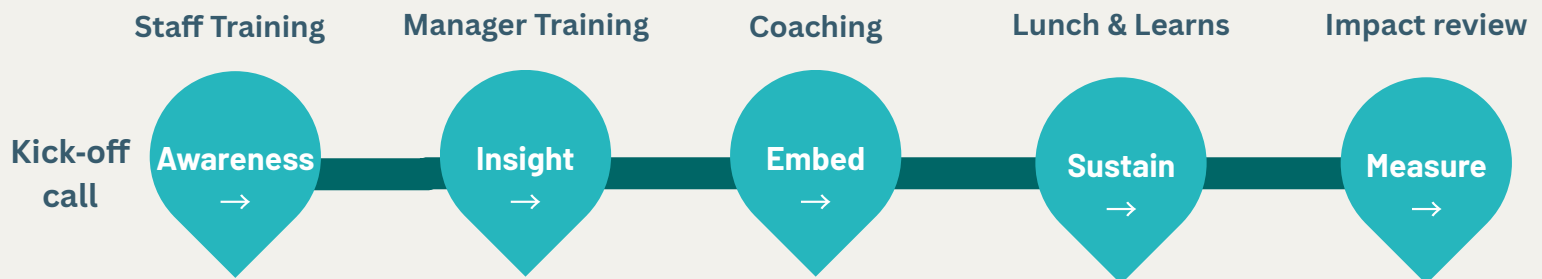 Staff Training
Manager Training
Coaching
Lunch & Learns
Impact review
Kick-off
call
Awareness
→
Insight
→
Embed
→
Sustain
→
Measure
→